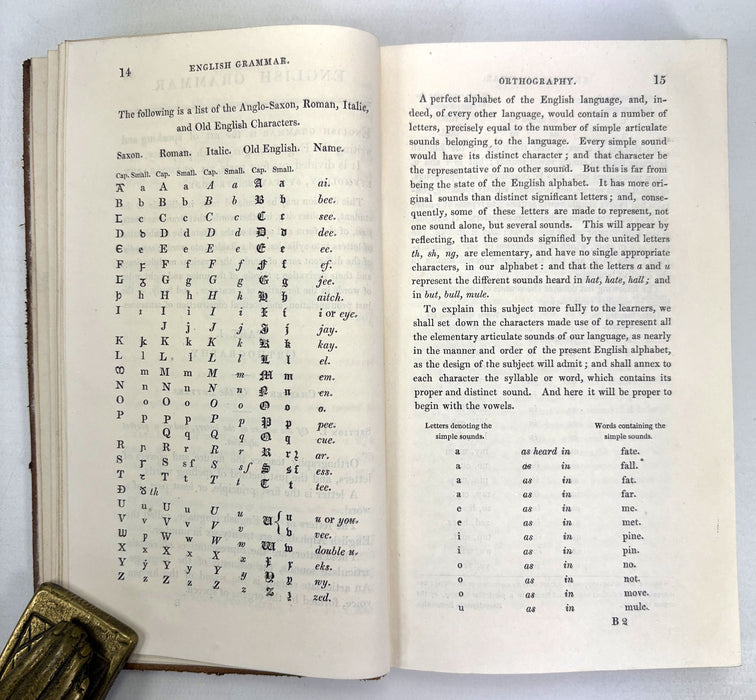 14
ENGLISH GRAMMAR.
The following is a list of the Anglo-Saxon, Roman, Italic,
and Old English Characters.
Saxon. Roman. Italic. Old English. Name.
Cap. Small. Cap. Small. Cap. Small. Cap. Small.
A a A a A a A a ai.
B b B b B b B b bee.
C c C c C c C c see.
D d D d D d D d dee.
E e E e E e E e ee.
F F f F f F f ef.
G g G g G g jee.
h H h H h H h aitch.
I ı I i I i I i i or eye.
J j J j J j jay.
K k K k K k K k kay.
L l L l L l L l el.
m M m M m M m em.
N n N n N n N n en.
O o O o O o O o o.
P p P p P p P p pee.
Q q Q q Q q cue.
R R r R r R r ꝛ ar.
S S s ſ S s ſ S s ſ ess.
T T t T t T t tee.
Ð ð th
U u U u U u U { u u or you.
V v V v V v v vee.
W w W w W w double u.
X x X x X x X x eks.
Y ẏ Y y Y y Y y wy.
Z z Z z Z z Z z zed.
ORTHOGRAPHY. 15
A perfect alphabet of the English language, and, in-
deed, of every other language, would contain a number of
letters, precisely equal to the number of simple articulate
sounds belonging to the language. Every simple sound
would have its distinct character; and that character be
the representative of no other sound. But this is far from
being the state of the English alphabet. It has more ori-
ginal sounds than distinct significant letters; and, conse-
quently, some of these letters are made to represent, not
one sound alone, but several sounds. This will appear by
reflecting, that the sounds signified by the united letters
th, sh, ng, are elementary, and have no single appropriate
characters, in our alphabet: and that the letters a and u
represent the different sounds heard in hat, hate, hall; and
in but, bull, mule.
To explain this subject more fully to the learners, we
shall set down the characters made use of to represent all
the elementary articulate sounds of our language, as nearly
in the manner and order of the present English alphabet,
as the design of the subject will admit; and shall annex to
each character the syllable or word, which contains its
proper and distinct sound. And here it will be proper to
begin with the vowels.
Letters denoting the Words containing the
simple sounds. simple sounds.
a as heard in fate.
a as in fall.
a as in fat.
a as in far.
e as in me.
e as in met.
i as in pine.
i as in pin.
o as in no.
o as in not.
o as in move.
u as in mule.
B 2